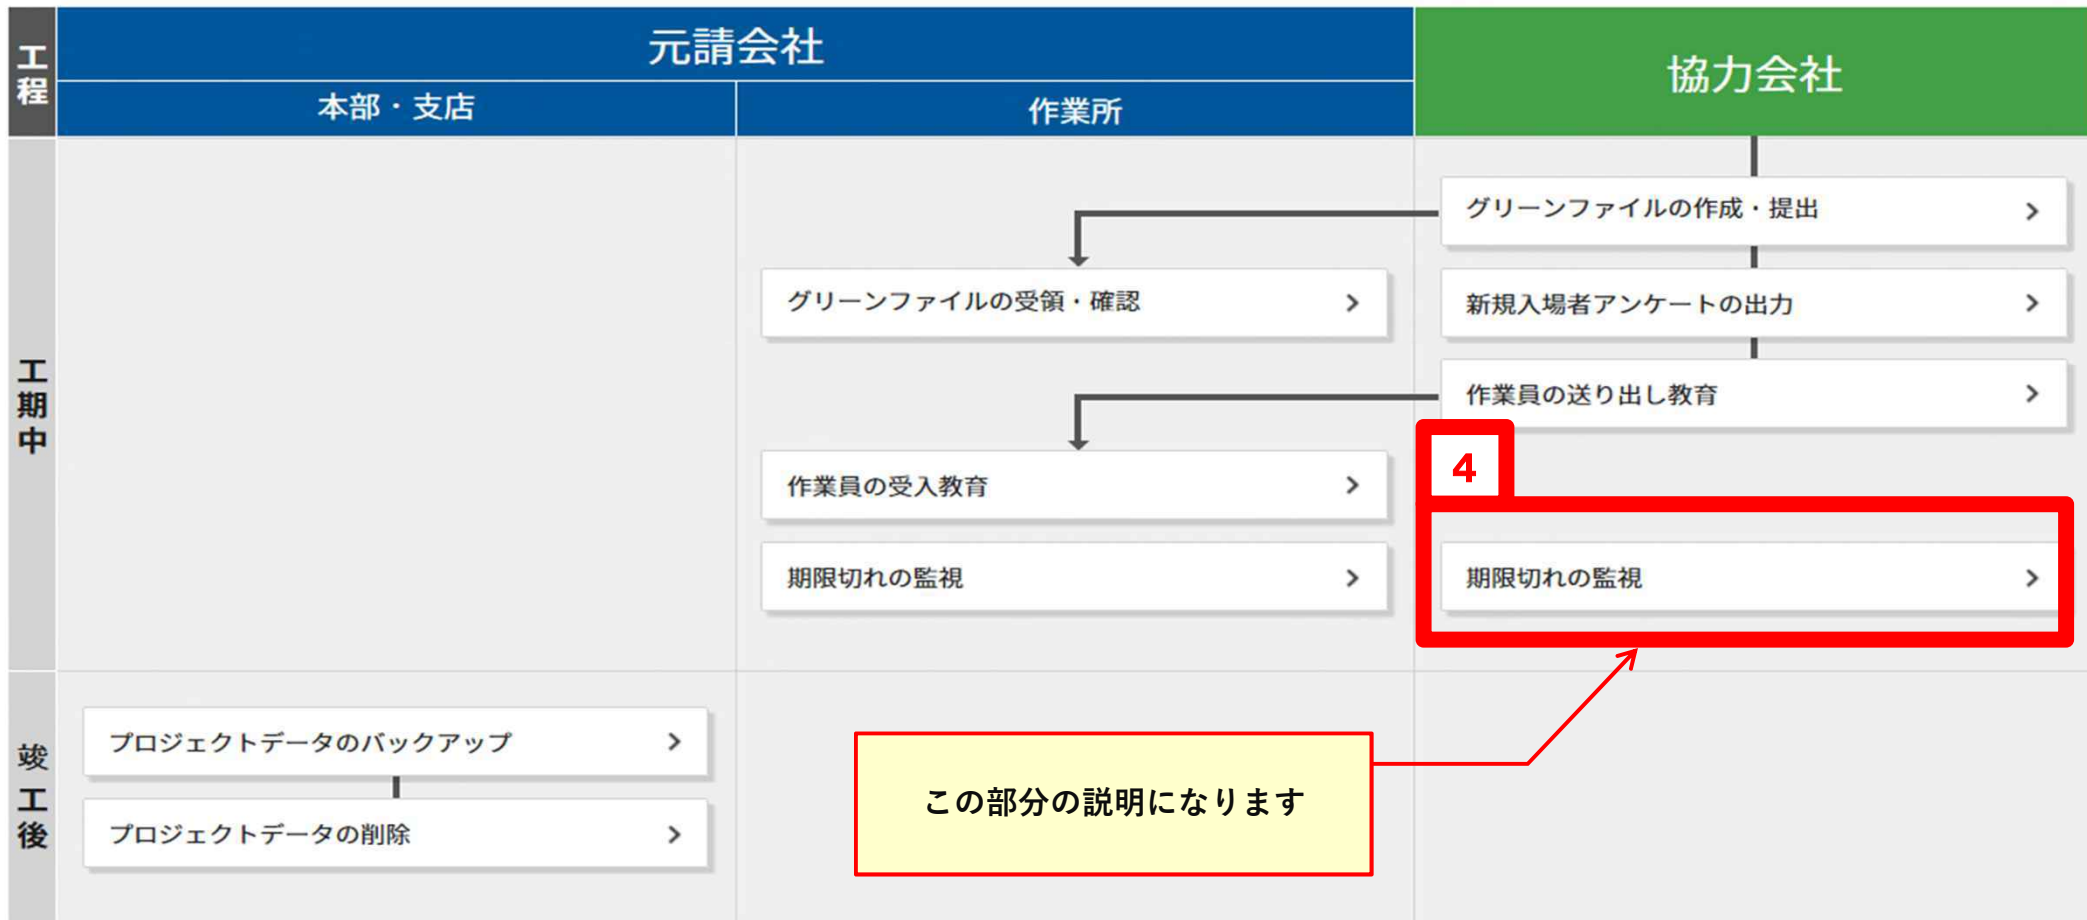 工程
元請会社
協力会社
本部・支店
作業所
工期中
グリーンファイルの作成・提出
グリーンファイルの受領・確認
新規入場者アンケートの出力
作業員の送り出し教育
4
作業員の受入教育
期限切れの監視
期限切れの監視
竣工後
プロジェクトデータのバックアップ
この部分の説明になります
プロジェクトデータの削除